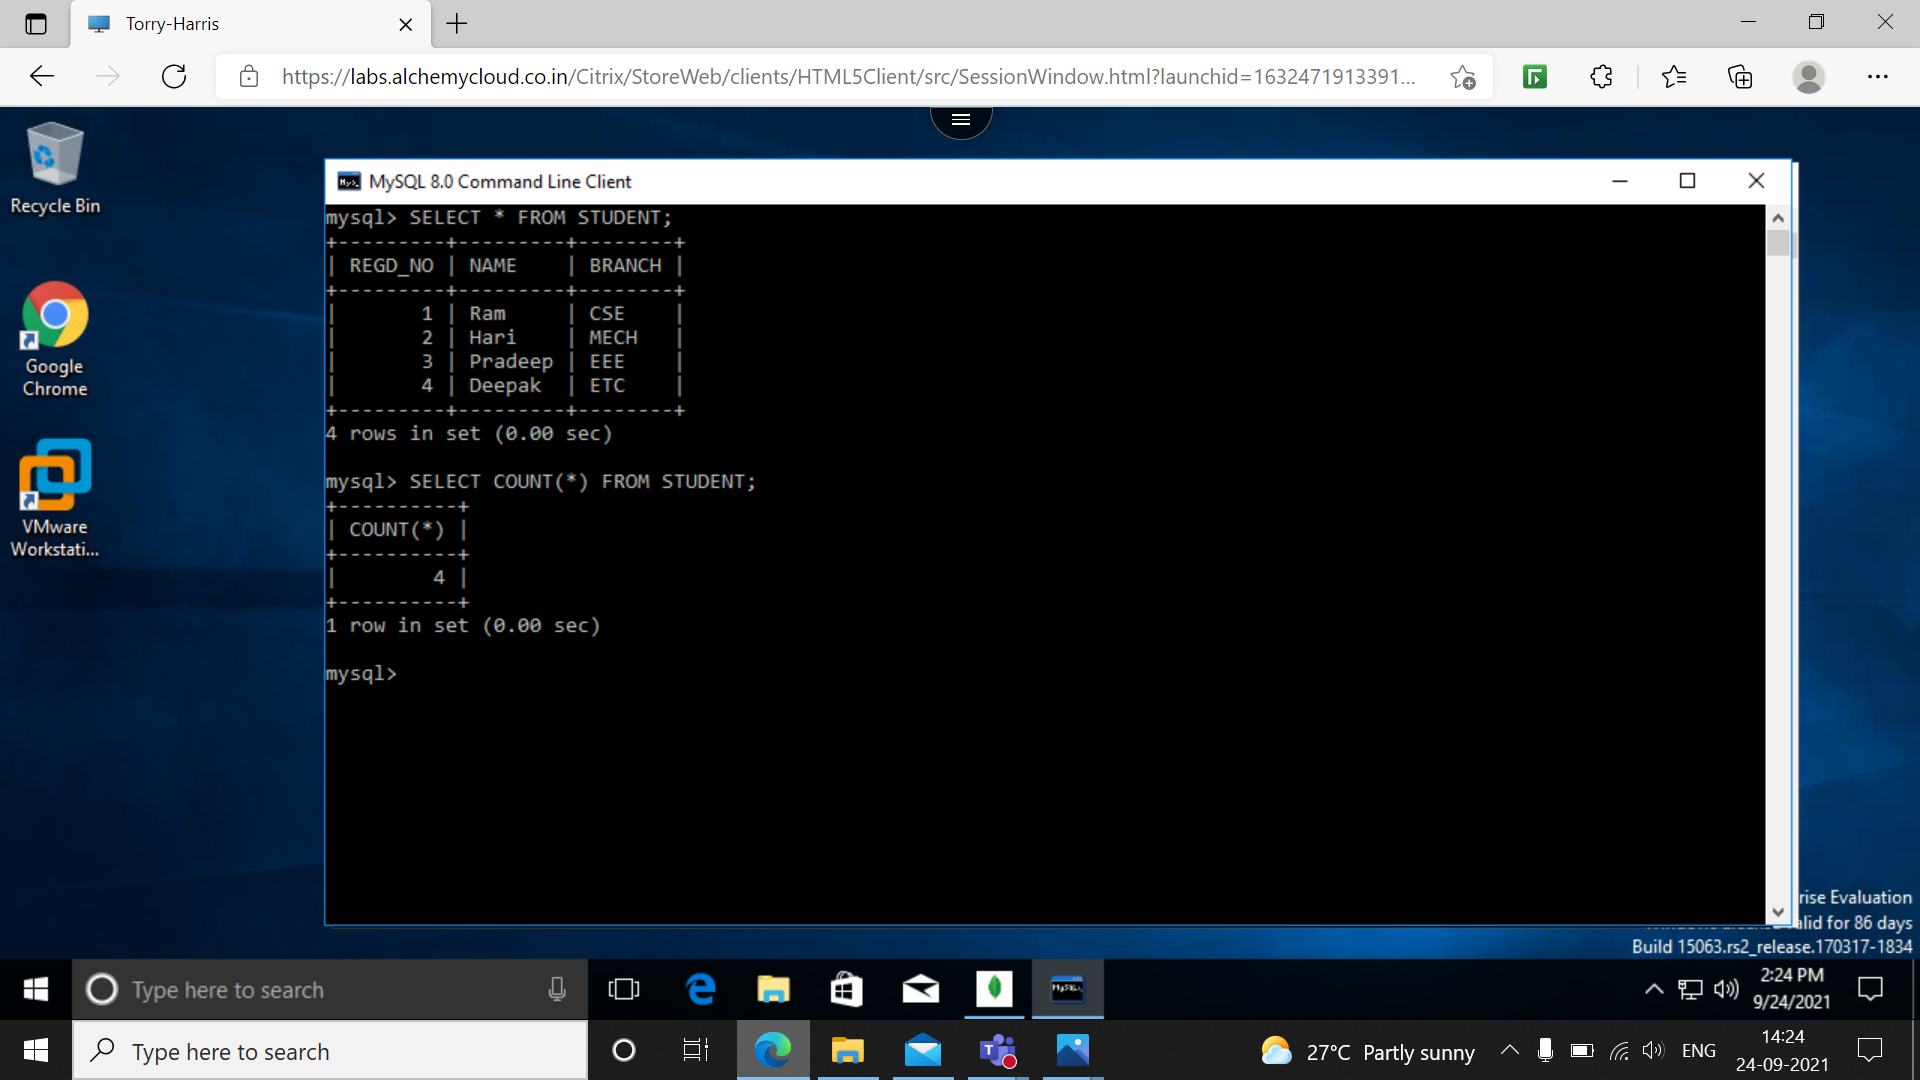 Torry-Harris
https://labs.alchemycloud.co.in/Citrix/StoreWeb/clients/HTML5Client/src/SessionWindow.html?launchid=1632471913391...
Recycle Bin
Google
Chrome
VMware
Workstati...
MySQL 8.0 Command Line Client
mysql> SELECT * FROM STUDENT;
+---------+---------+--------+
| REGD_NO | NAME    | BRANCH |
+---------+---------+--------+
|       1 | Ram     | CSE    |
|       2 | Hari    | MECH   |
|       3 | Pradeep | EEE    |
|       4 | Deepak  | ETC    |
+---------+---------+--------+
4 rows in set (0.00 sec)
mysql> SELECT COUNT(*) FROM STUDENT;
+----------+
| COUNT(*) |
+----------+
|        4 |
+----------+
1 row in set (0.00 sec)
mysql>
rise Evaluation
alid for 86 days
Build 15063.rs2_release.170317-1834
Type here to search
MySQL
2:24 PM
9/24/2021
Type here to search
27°C Partly sunny
ENG
14:24
24-09-2021